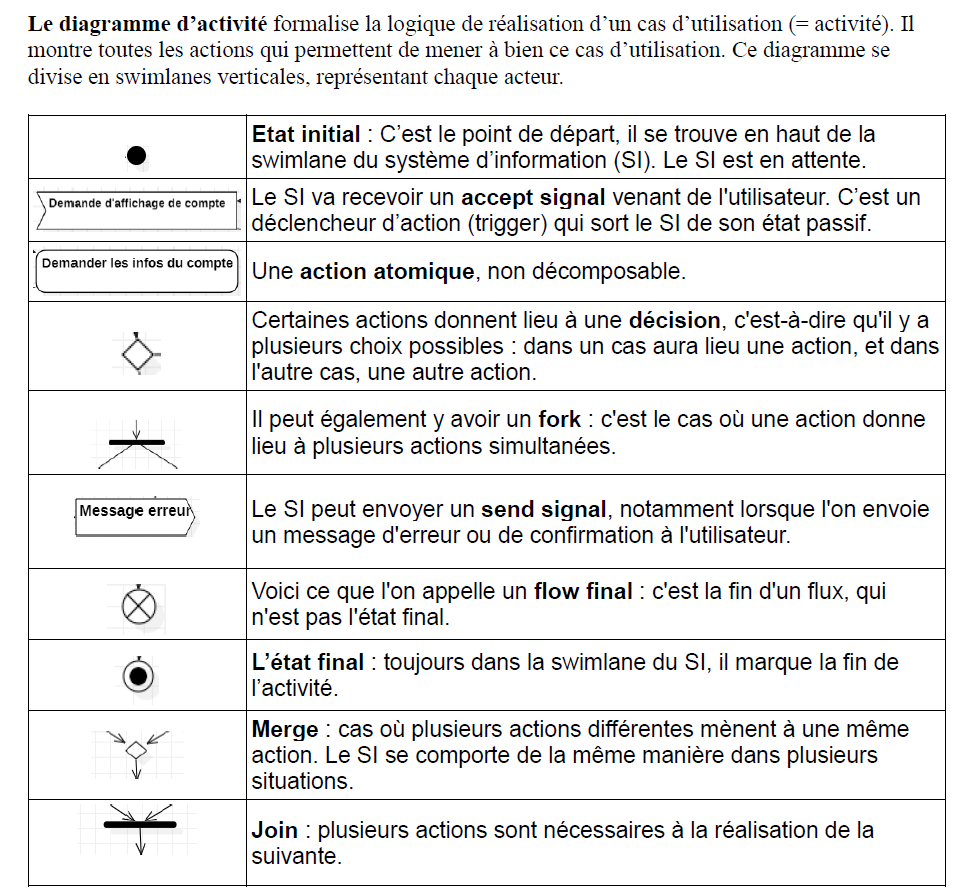 Le diagramme d’activité formalise la logique de réalisation d’un cas d’utilisation (= activité). Il
montre toutes les actions qui permettent de mener à bien ce cas d’utilisation. Ce diagramme se
divise en swimlanes verticales, représentant chaque acteur.
Etat initial : C’est le point de départ, il se trouve en haut de la
swimlane du système d’information (SI). Le SI est en attente.
Demande d'affichage de compte
Le SI va recevoir un accept signal venant de l'utilisateur. C’est un
déclencheur d’action (trigger) qui sort le SI de son état passif.
Demander les infos du compte
Une action atomique, non décomposable.
Certaines actions donnent lieu à une décision, c'est-à-dire qu'il y a
plusieurs choix possibles : dans un cas aura lieu une action, et dans
l'autre cas, une autre action.
Il peut également y avoir un fork : c'est le cas où une action donne
lieu à plusieurs actions simultanées.
Message erreur
Le SI peut envoyer un send signal, notamment lorsque l'on envoie
un message d'erreur ou de confirmation à l'utilisateur.
Voici ce que l'on appelle un flow final : c'est la fin d'un flux, qui
n'est pas l'état final.
L’état final : toujours dans la swimlane du SI, il marque la fin de
l’activité.
Merge : cas où plusieurs actions différentes mènent à une même
action. Le SI se comporte de la même manière dans plusieurs
situations.
Join : plusieurs actions sont nécessaires à la réalisation de la
suivante.